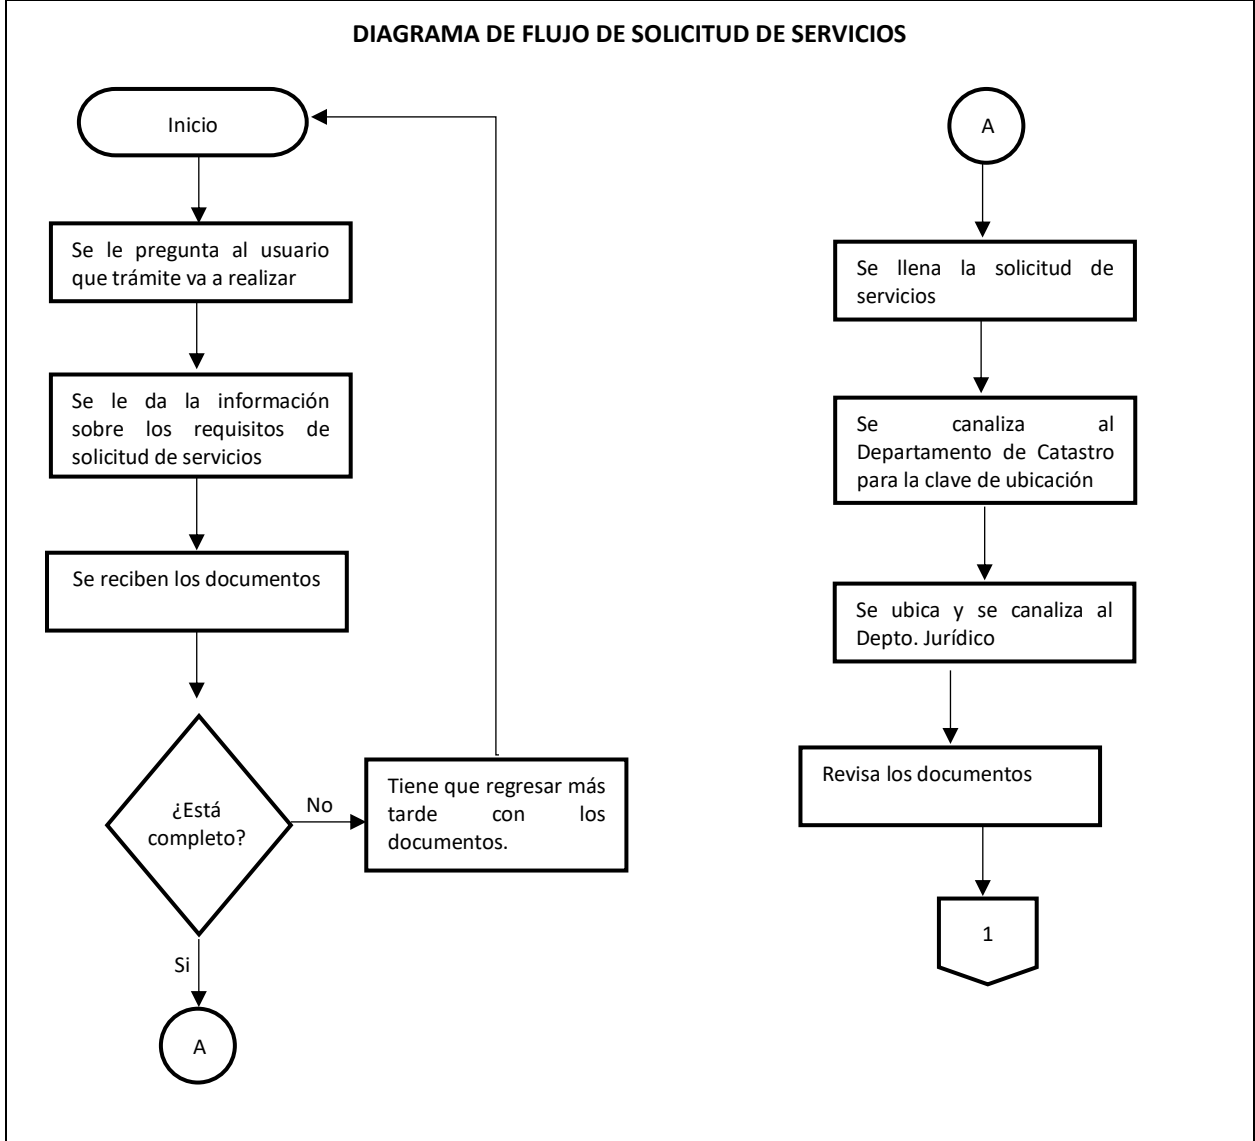 DIAGRAMA DE FLUJO DE SOLICITUD DE SERVICIOS
Inicio
Se le pregunta al usuario
que trámite va a realizar
Se le da la información
sobre los requisitos de
solicitud de servicios
Se reciben los documentos
¿Está
completo?
No
Tiene que regresar más
tarde con los
documentos.
Si
A
A
Se llena la solicitud de
servicios
Se canaliza al
Departamento de Catastro
para la clave de ubicación
Se ubica y se canaliza al
Depto. Jurídico
Revisa los documentos
1